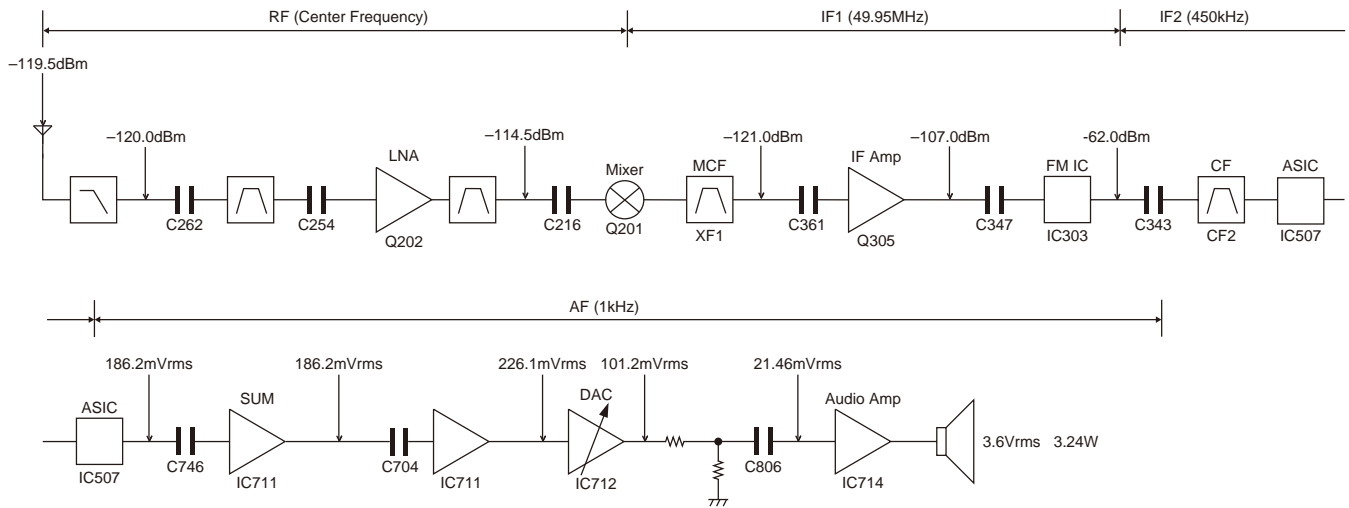 RF (Center Frequency)
IF1 (49.95MHz)
IF2 (450kHz)
–119.5dBm
–120.0dBm
–114.5dBm
–121.0dBm
–107.0dBm
-62.0dBm
LNA
Mixer
MCF
IF Amp
FM IC
CF
ASIC
C262
C254
Q202
C216
Q201
XF1
C361
Q305
C347
IC303
C343
CF2
IC507
AF (1kHz)
186.2mVrms
186.2mVrms
226.1mVrms
101.2mVrms
21.46mVrms
ASIC
SUM
DAC
Audio Amp
3.6Vrms 3.24W
IC507
C746
IC711
C704
IC711
IC712
C806
IC714